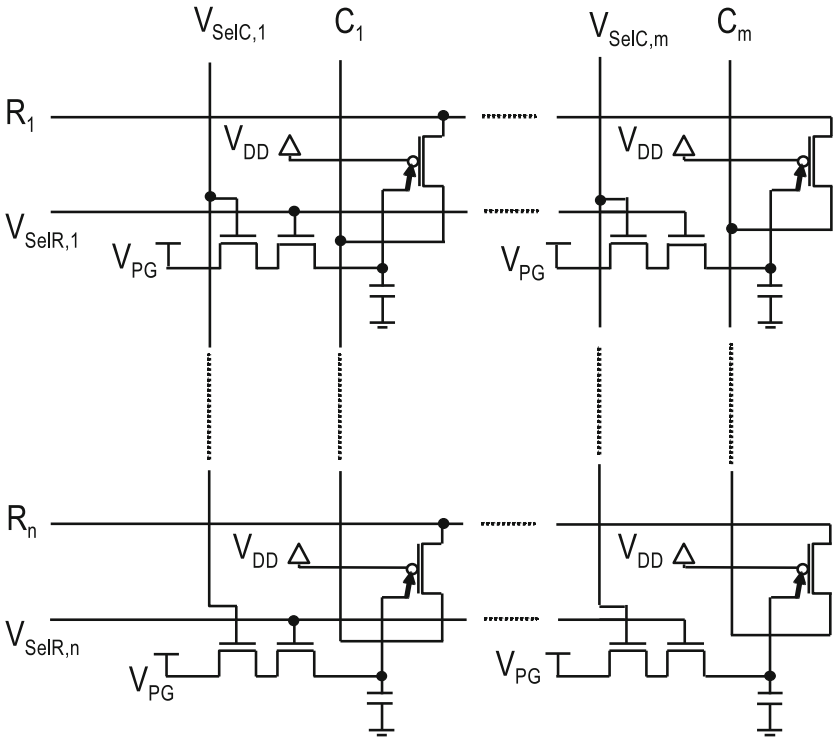 V_SelC,1 C_1 V_SelC,m C_m
R_1
V_DD V_DD
V_SelR,1
V_PG V_PG
R_n
V_DD V_DD
V_SelR,n
V_PG V_PG